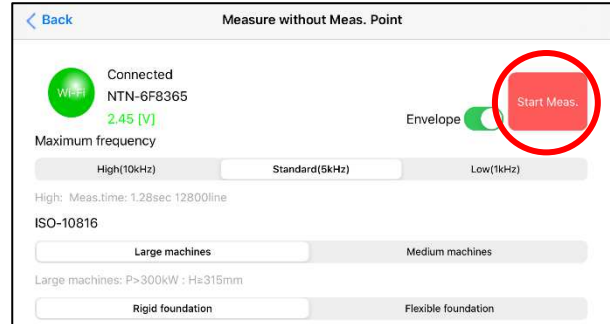 Back
Measure without Meas. Point
Wi-Fi
Connected
NTN-6F8365
2.45 [V]
Envelope
Start Meas.
Maximum frequency
High(10kHz) Standard(5kHz) Low(1kHz)
High: Meas.time: 1.28sec 12800line
ISO-10816
Large machines Medium machines
Large machines: P>300kW : H≥315mm
Rigid foundation Flexible foundation